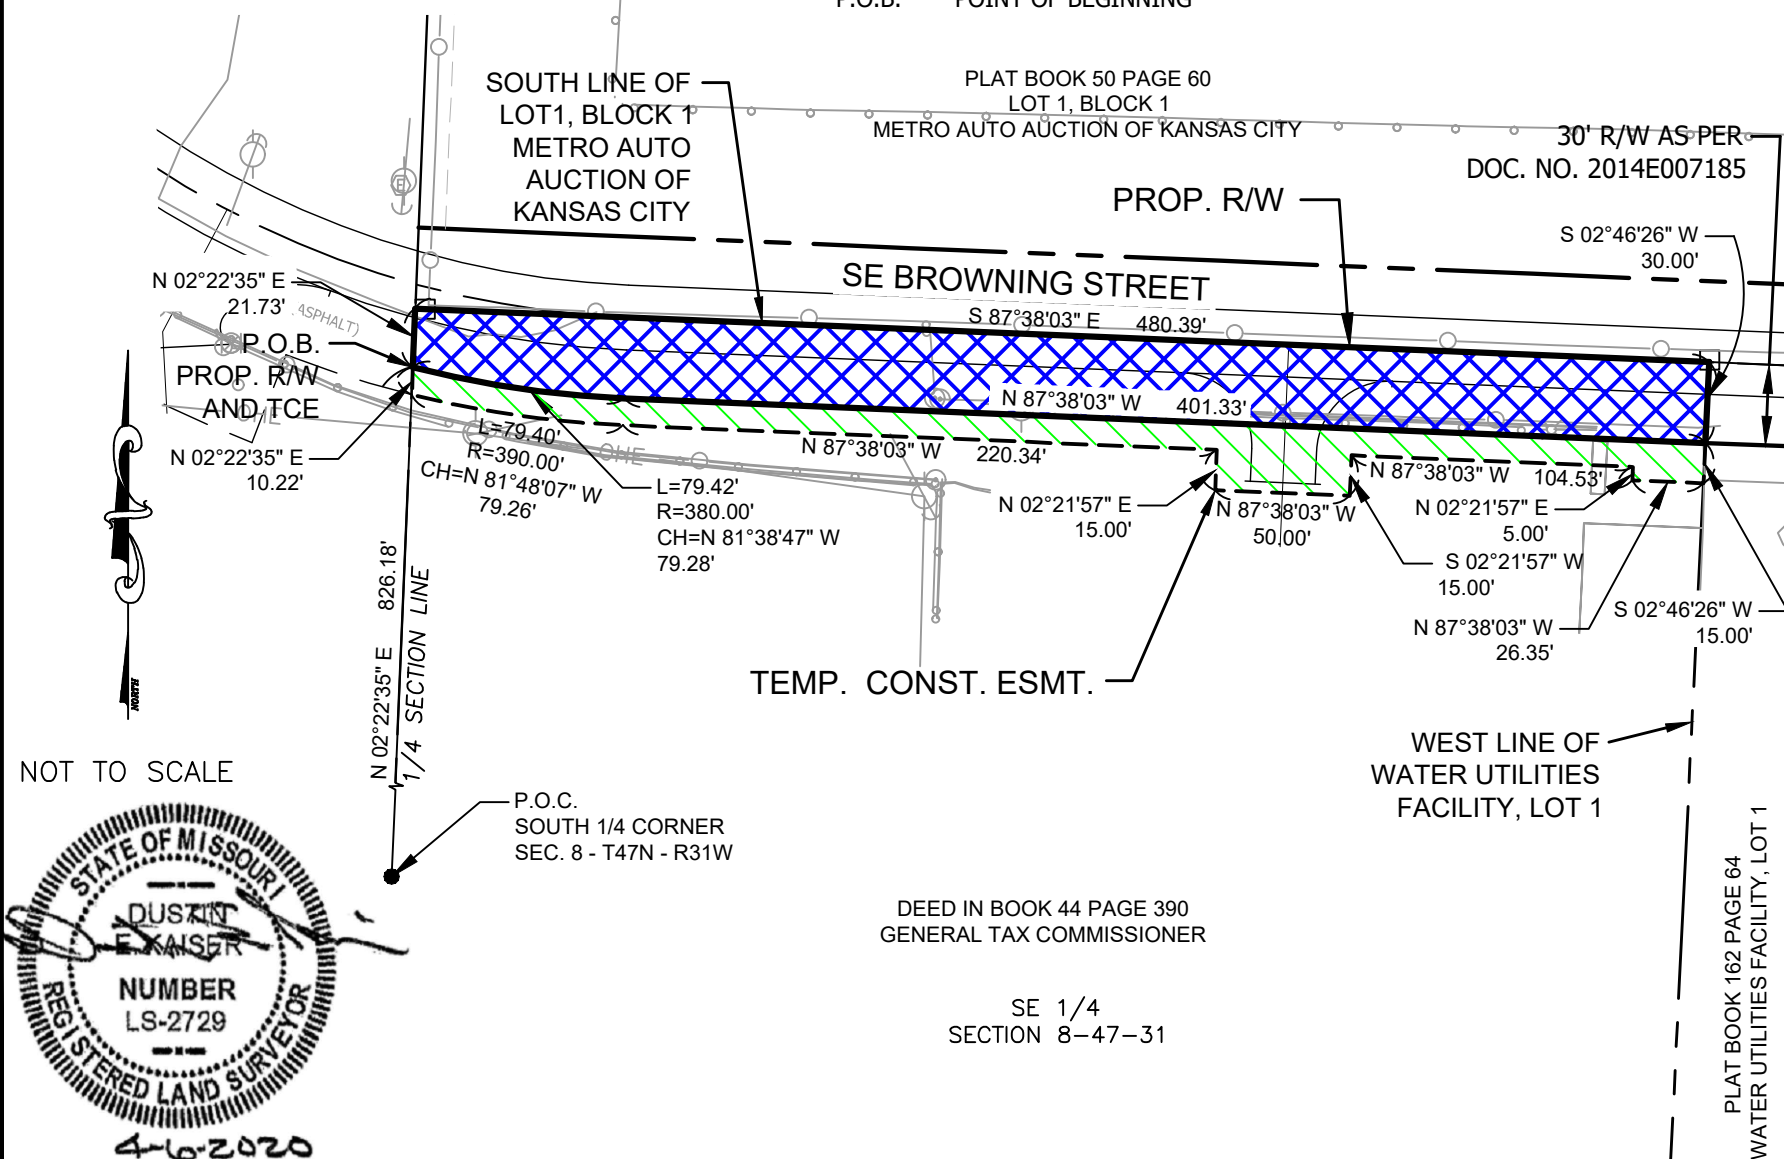 P.O.B. POINT OF BEGINNING
PLAT BOOK 50 PAGE 60
LOT 1, BLOCK 1
METRO AUTO AUCTION OF KANSAS CITY
SOUTH LINE OF
LOT1, BLOCK 1
METRO AUTO
AUCTION OF
KANSAS CITY
30' R/W AS PER
DOC. NO. 2014E007185
PROP. R/W
S 02°46'26" W
30.00'
E
SE BROWNING STREET
S 87°38'03" E 480.39'
N 02°22'35" E
21.73'
ASPHALT)
P.O.B.
PROP. R/W
AND TCE
OHE
N 02°22'35" E
10.22'
N 87°38'03" W 401.33'
L=79.40'
R=390.00'
CH=N 81°48'07" W
79.26'
OHE
N 87°38'03" W 220.34'
L=79.42'
R=380.00'
CH=N 81°38'47" W
79.28'
N 02°21'57" E
15.00'
N 87°38'03" W
50.00'
N 87°38'03" W 104.53'
N 02°21'57" E
5.00'
S 02°21'57" W
15.00'
N 87°38'03" W
26.35'
S 02°46'26" W
15.00'
TEMP. CONST. ESMT.
N 02°22'35" E 826.18'
1/4 SECTION LINE
NORTH
NOT TO SCALE
WEST LINE OF
WATER UTILITIES
FACILITY, LOT 1
P.O.C.
SOUTH 1/4 CORNER
SEC. 8 - T47N - R31W
DEED IN BOOK 44 PAGE 390
GENERAL TAX COMMISSIONER
SE 1/4
SECTION 8-47-31
PLAT BOOK 162 PAGE 64
WATER UTILITIES FACILITY, LOT 1
STATE OF MISSOURI
DUSTIN
E. KAISER
NUMBER
LS-2729
REGISTERED LAND SURVEYOR
4-6-2020